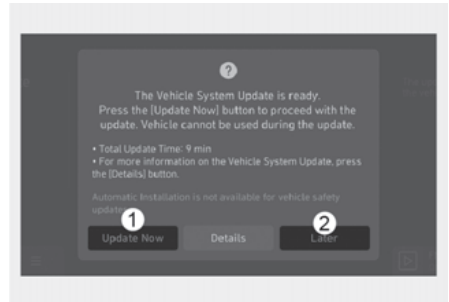 ?
The Vehicle System Update is ready.
Press the [Update Now] button to proceed with the
update. Vehicle cannot be used during the update.
• Total Update Time: 9 min
• For more information on the Vehicle System Update, press
the [Details] button.
Automatic Installation is not available for vehicle safety
updates.
1 2
Update Now Details Later